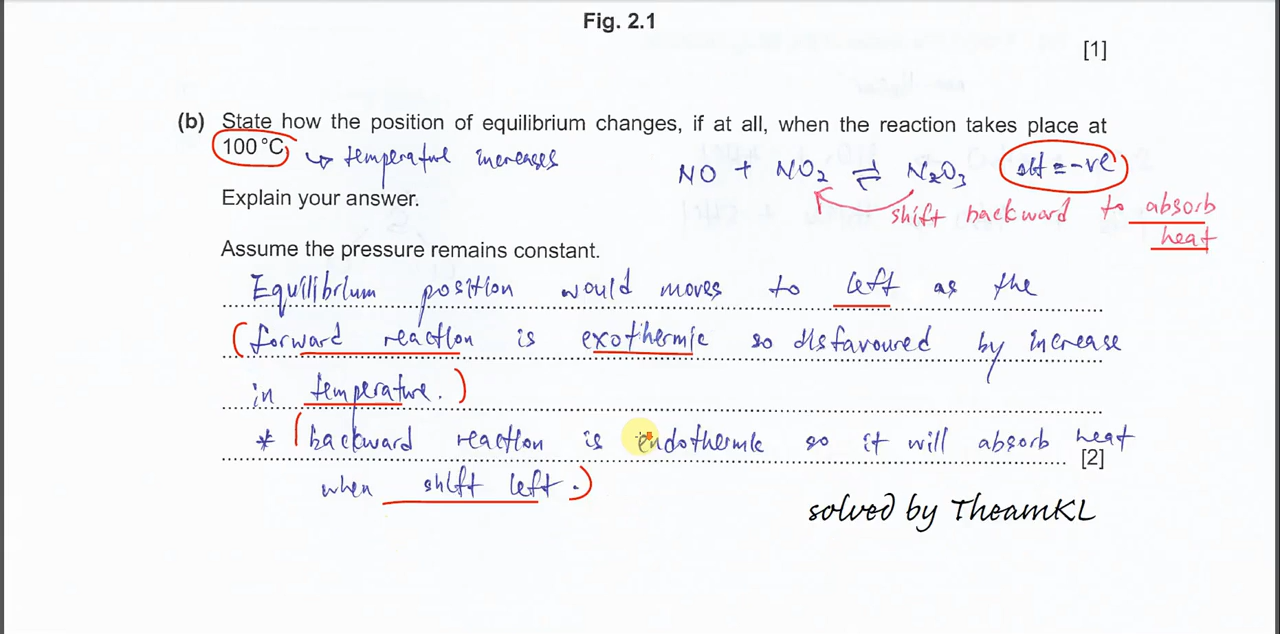 Fig. 2.1
[1]
(b) State how the position of equilibrium changes, if at all, when the reaction takes place at
100 °C. ↪ temperature increases
NO + NO₂ ⇌ N₂O₃ ΔH = -ve
Explain your answer.
shift backward to absorb
heat
Assume the pressure remains constant.
Equilibrium position would moves to left as the
(forward reaction is exothermic so disfavoured by increase
in temperature.)
* (backward reaction is endothermic so it will absorb heat
[2]
when shift left.)
solved by TheamKL